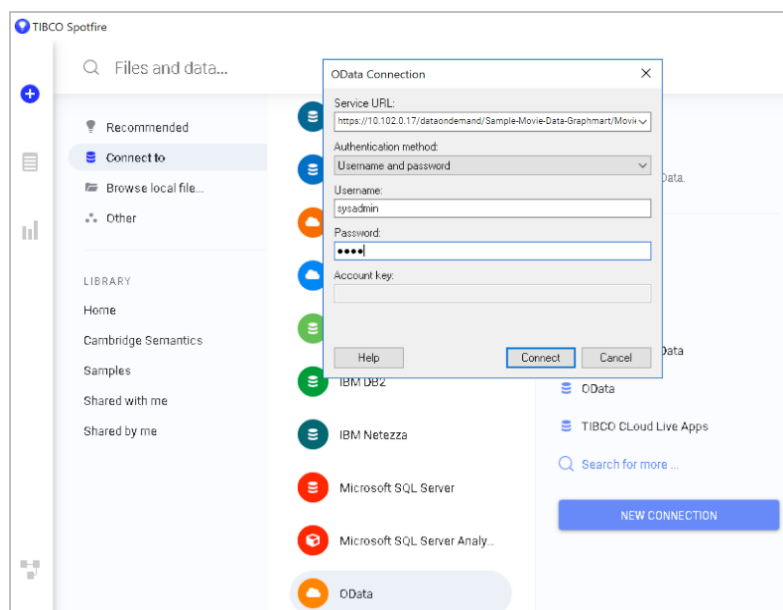 TIBCO Spotfire
Files and data...
Recommended
Connect to
Browse local file...
Other
LIBRARY
Home
Cambridge Semantics
Samples
Shared with me
Shared by me
IBM DB2
IBM Netezza
Microsoft SQL Server
Microsoft SQL Server Analy...
OData
OData Connection
Service URL:
https://10.102.0.17/dataondemand/Sample-Movie-Data-Graphmart/Movie
Authentication method:
Username and password
Username:
sysadmin
Password:
••••
Account key:
Help
Connect
Cancel
Data.
Data
OData
TIBCO CLoud Live Apps
Search for more ...
NEW CONNECTION